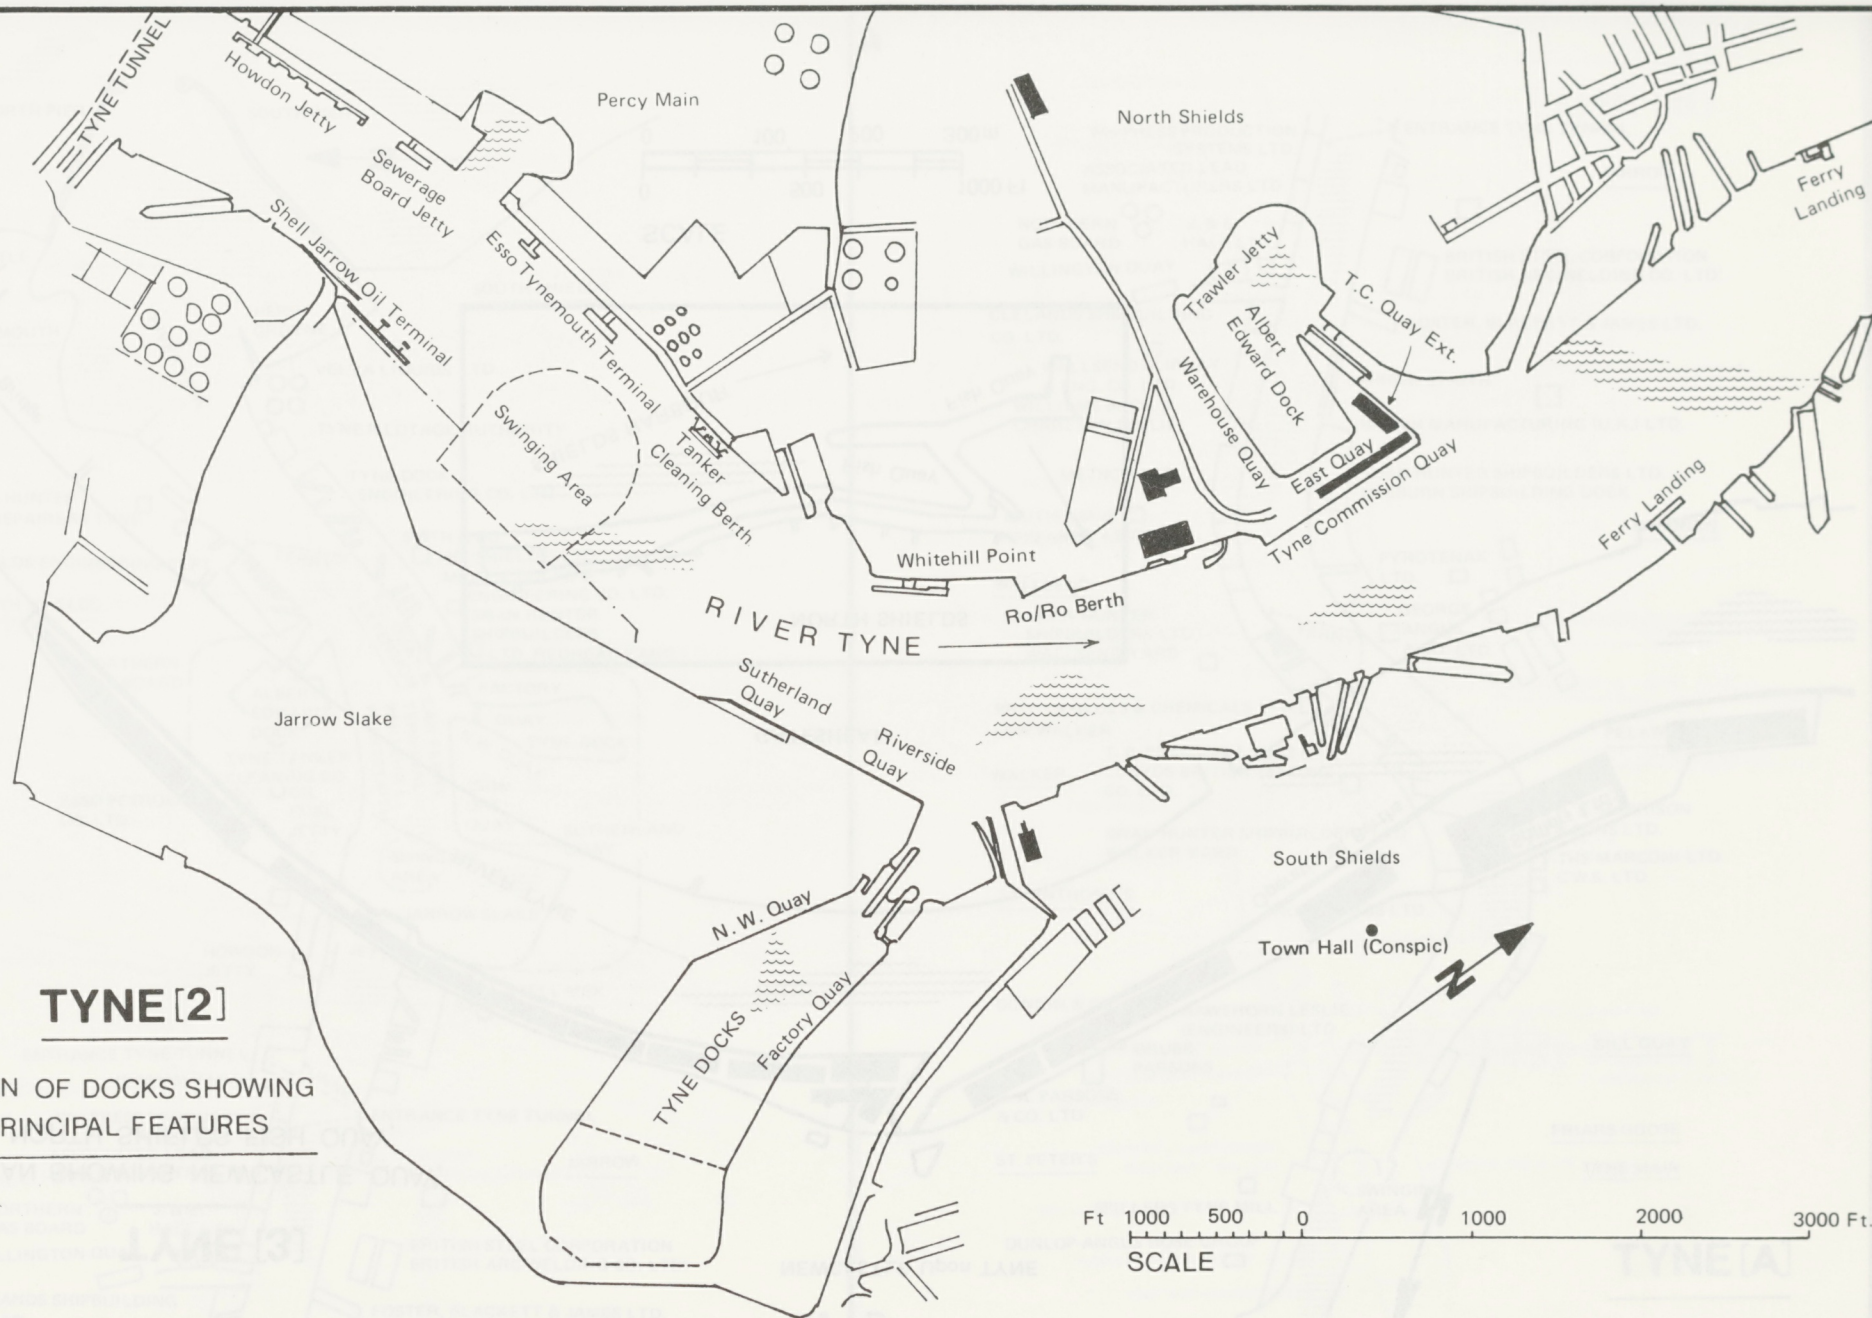 TYNE TUNNEL
Howdon Jetty
Sewerage
Board Jetty
Percy Main
North Shields
Ferry
Landing
Shell Jarrow Oil Terminal
Esso Tynemouth Terminal
Trawler Jetty
T.C. Quay Ext.
Albert
Edward Dock
Warehouse Quay
Swinging Area
Tanker
Cleaning Berth
East Quay
Tyne Commission Quay
Ferry Landing
Whitehill Point
Ro/Ro Berth
RIVER TYNE
Sutherland
Quay
Riverside
Quay
Jarrow Slake
South Shields
Town Hall (Conspic)
N
N.W. Quay
TYNE DOCKS
Factory Quay
TYNE [2]
N OF DOCKS SHOWING
RINCIPAL FEATURES
Ft 1000 500 0 1000 2000 3000 Ft.
SCALE